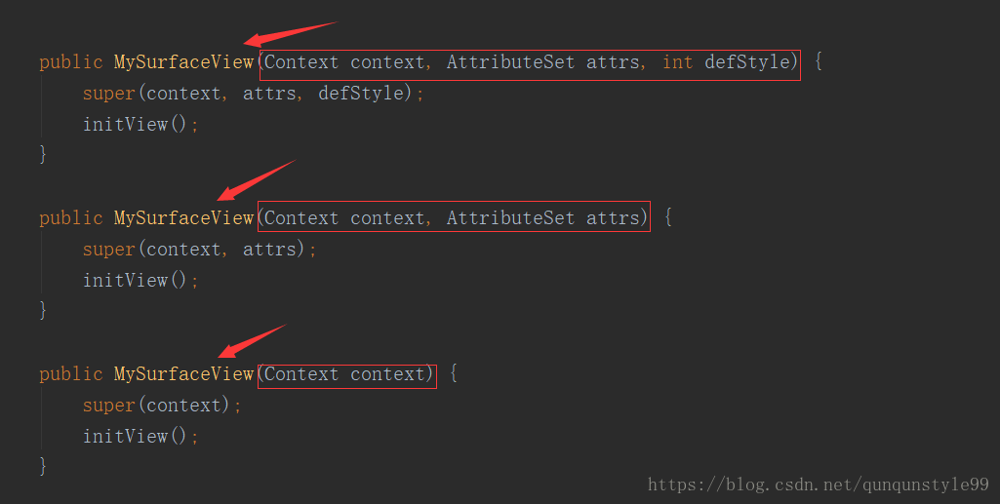 public MySurfaceView(Context context, AttributeSet attrs, int defStyle) {
super(context, attrs, defStyle);
initView();
}
public MySurfaceView(Context context, AttributeSet attrs) {
super(context, attrs);
initView();
}
public MySurfaceView(Context context) {
super(context);
initView();
}
https://blog.csdn.net/qunqunstyle99